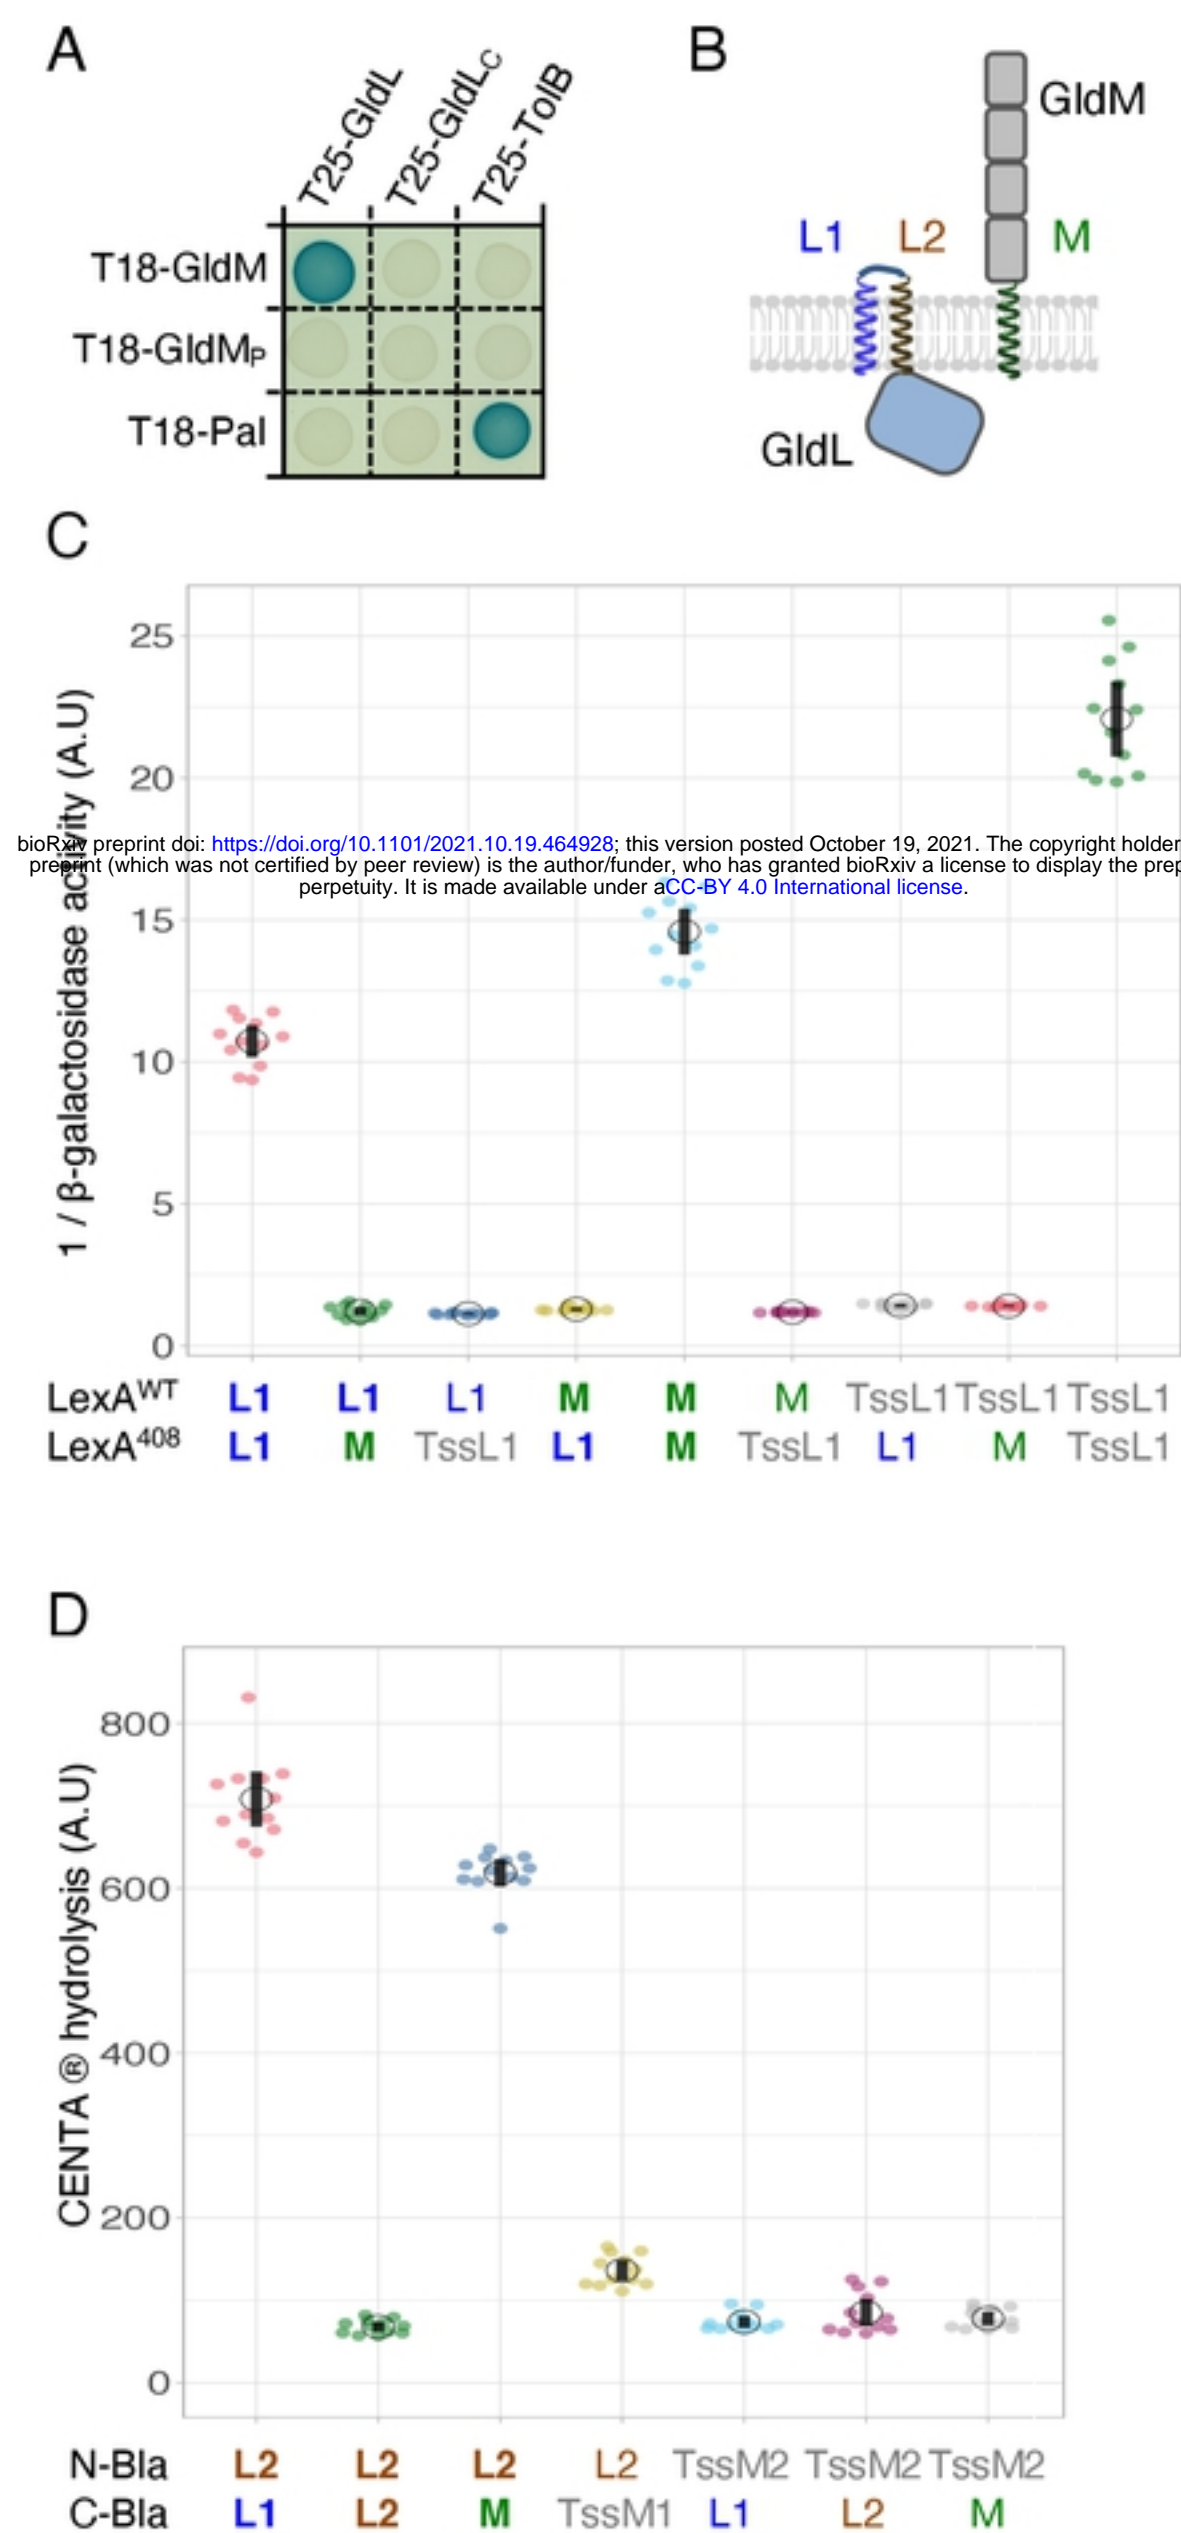 A
B
T25-GldL
T25-GldLC
T25-TolB
T18-GldM
T18-GldMP
T18-Pal
GldM
L1
L2
M
GldL
C
1 / β-galactosidase activity (A.U)
25
20
15
10
5
0
bioRxiv preprint doi: https://doi.org/10.1101/2021.10.19.464928; this version posted October 19, 2021. The copyright holder
preprint (which was not certified by peer review) is the author/funder, who has granted bioRxiv a license to display the prep
perpetuity. It is made available under aCC-BY 4.0 International license.
LexAWT L1 L1 L1 M M M TssL1 TssL1 TssL1
LexA408 L1 M TssL1 L1 M TssL1 L1 M TssL1
D
CENTA ® hydrolysis (A.U)
800
600
400
200
0
N-Bla L2 L2 L2 L2 TssM2 TssM2 TssM2
C-Bla L1 L2 M TssM1 L1 L2 M